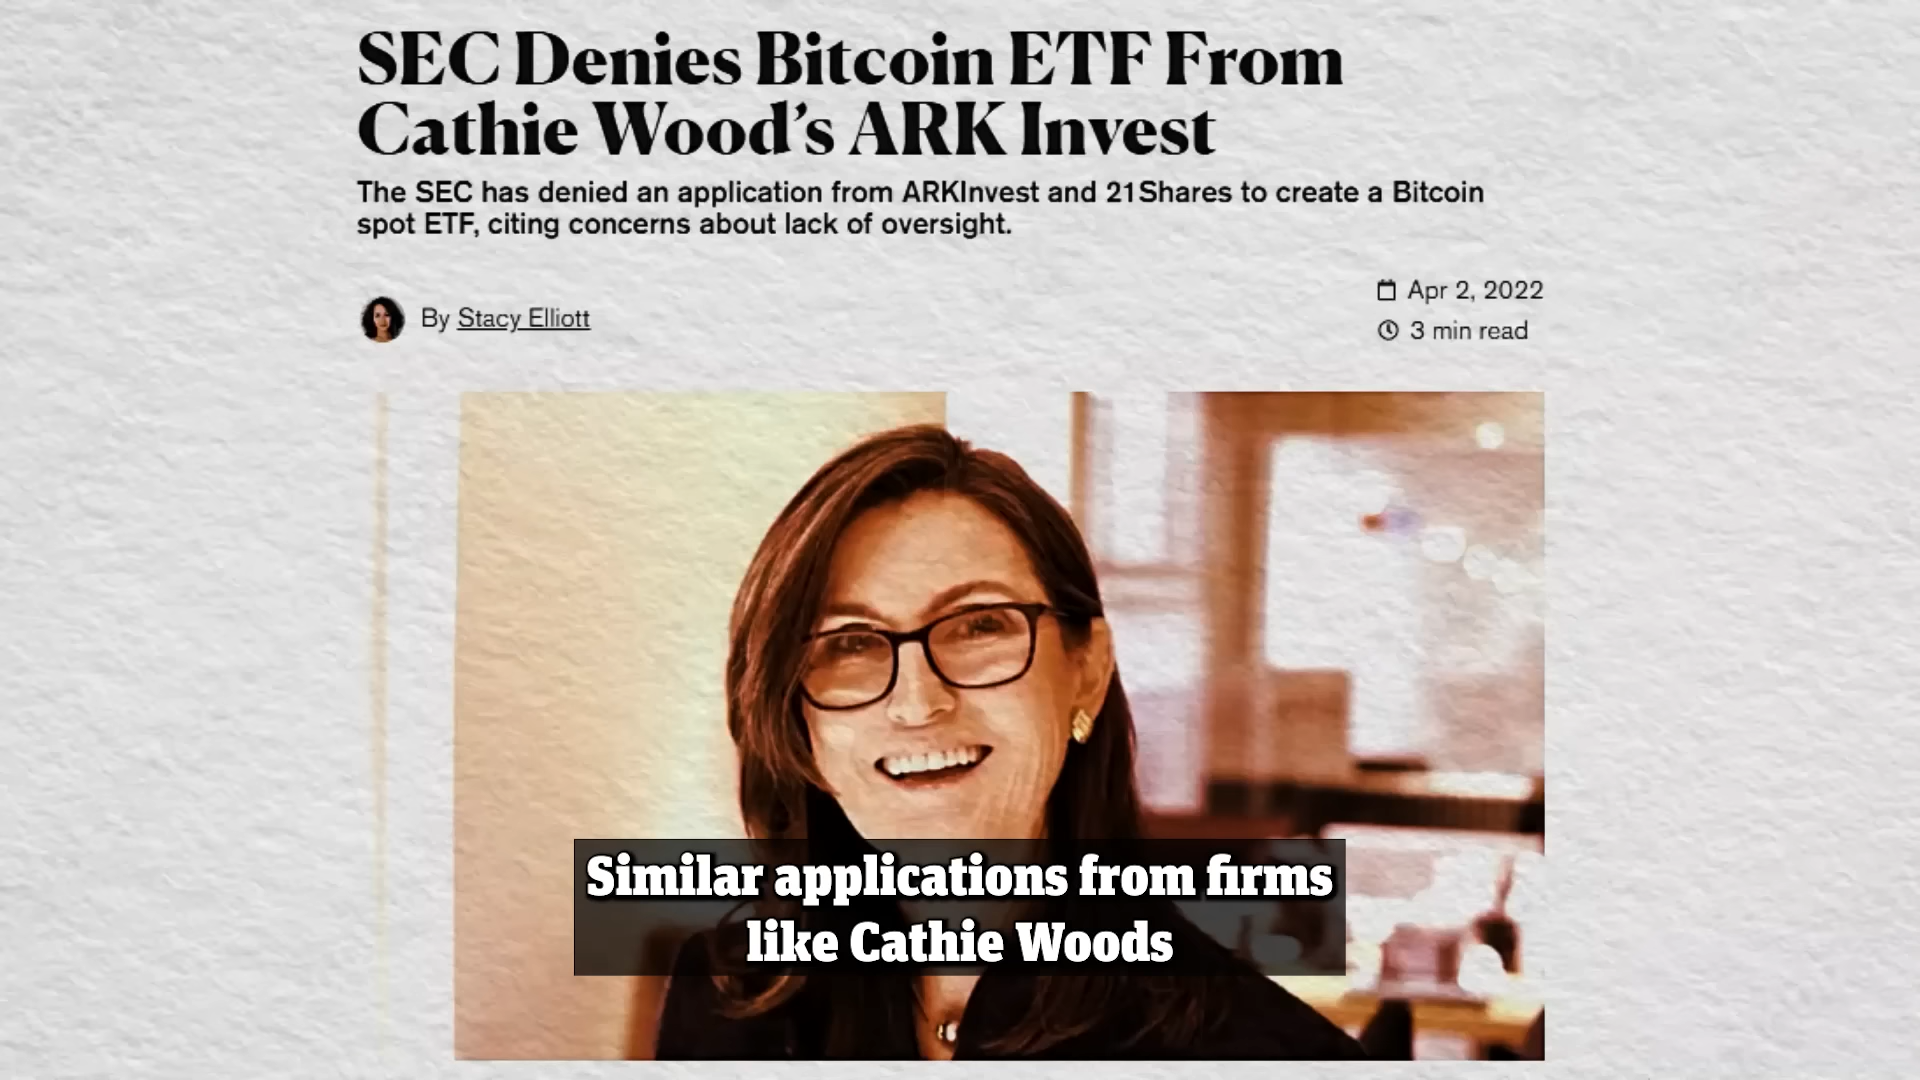 SEC Denies Bitcoin ETF From
Cathie Wood's ARK Invest
The SEC has denied an application from ARKInvest and 21Shares to create a Bitcoin
spot ETF, citing concerns about lack of oversight.
By Stacy Elliott
Apr 2, 2022
3 min read
Similar applications from firms
like Cathie Woods